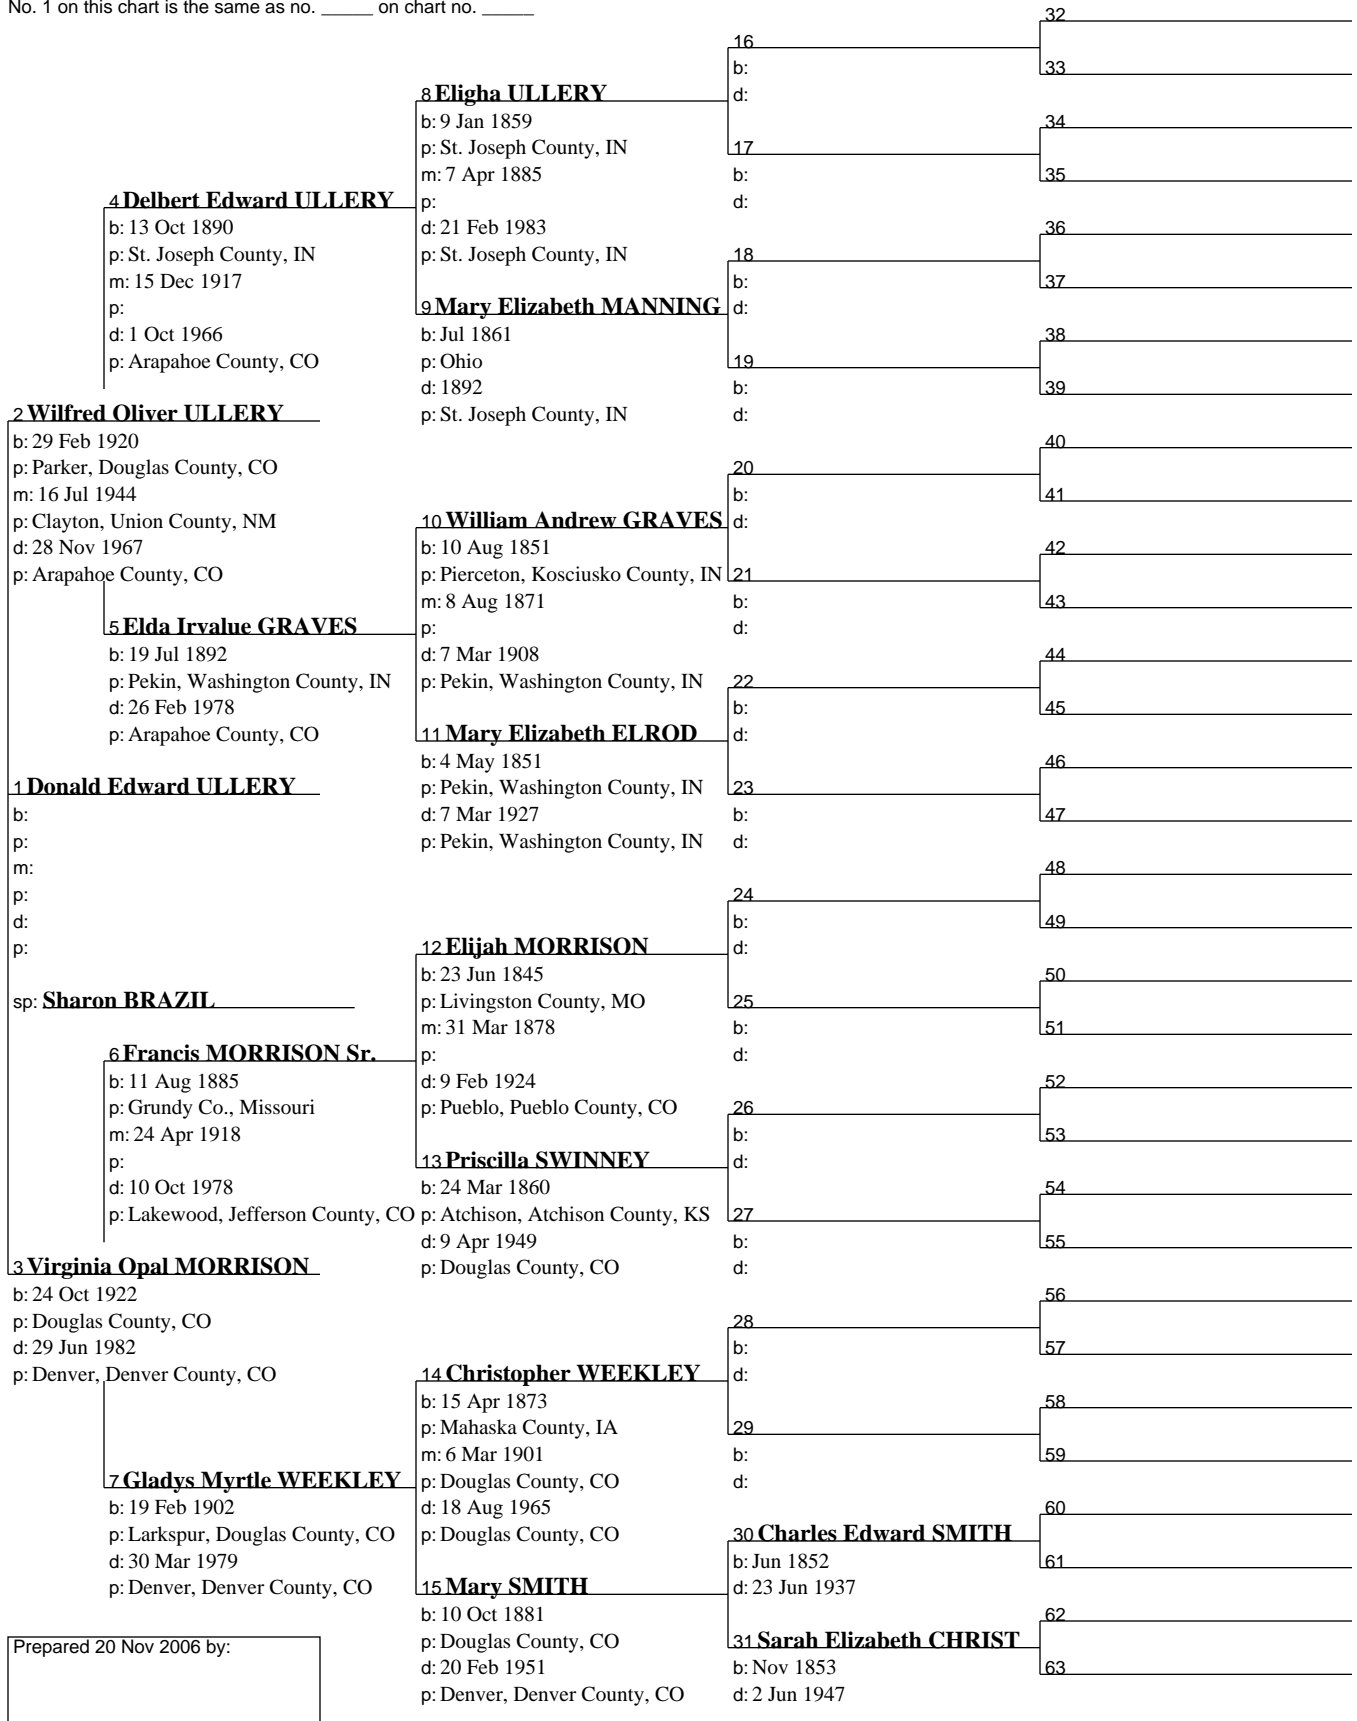 No. 1 on this chart is the same as no. _____ on chart no. _____
1 Donald Edward ULLERY
b:
p:
m:
p:
d:
p:
sp: Sharon BRAZIL
2 Wilfred Oliver ULLERY
b: 29 Feb 1920
p: Parker, Douglas County, CO
m: 16 Jul 1944
p: Clayton, Union County, NM
d: 28 Nov 1967
p: Arapahoe County, CO
3 Virginia Opal MORRISON
b: 24 Oct 1922
p: Douglas County, CO
d: 29 Jun 1982
p: Denver, Denver County, CO
4 Delbert Edward ULLERY
b: 13 Oct 1890
p: St. Joseph County, IN
m: 15 Dec 1917
p:
d: 1 Oct 1966
p: Arapahoe County, CO
5 Elda Irvalue GRAVES
b: 19 Jul 1892
p: Pekin, Washington County, IN
d: 26 Feb 1978
p: Arapahoe County, CO
6 Francis MORRISON Sr.
b: 11 Aug 1885
p: Grundy Co., Missouri
m: 24 Apr 1918
p:
d: 10 Oct 1978
p: Lakewood, Jefferson County, CO
7 Gladys Myrtle WEEKLEY
b: 19 Feb 1902
p: Larkspur, Douglas County, CO
d: 30 Mar 1979
p: Denver, Denver County, CO
8 Eligha ULLERY
b: 9 Jan 1859
p: St. Joseph County, IN
m: 7 Apr 1885
p:
d: 21 Feb 1983
p: St. Joseph County, IN
9 Mary Elizabeth MANNING
b: Jul 1861
p: Ohio
d: 1892
p: St. Joseph County, IN
10 William Andrew GRAVES
b: 10 Aug 1851
p: Pierceton, Kosciusko County, IN
m: 8 Aug 1871
p:
d: 7 Mar 1908
p: Pekin, Washington County, IN
11 Mary Elizabeth ELROD
b: 4 May 1851
p: Pekin, Washington County, IN
d: 7 Mar 1927
p: Pekin, Washington County, IN
12 Elijah MORRISON
b: 23 Jun 1845
p: Livingston County, MO
m: 31 Mar 1878
p:
d: 9 Feb 1924
p: Pueblo, Pueblo County, CO
13 Priscilla SWINNEY
b: 24 Mar 1860
p: Atchison, Atchison County, KS
d: 9 Apr 1949
p: Douglas County, CO
14 Christopher WEEKLEY
b: 15 Apr 1873
p: Mahaska County, IA
m: 6 Mar 1901
p: Douglas County, CO
d: 18 Aug 1965
p: Douglas County, CO
15 Mary SMITH
b: 10 Oct 1881
p: Douglas County, CO
d: 20 Feb 1951
p: Denver, Denver County, CO
16
b:
d:
17
b:
d:
18
b:
d:
19
b:
d:
20
b:
d:
21
b:
d:
22
b:
d:
23
b:
d:
24
b:
d:
25
b:
d:
26
b:
d:
27
b:
d:
28
b:
d:
29
b:
d:
30 Charles Edward SMITH
b: Jun 1852
d: 23 Jun 1937
31 Sarah Elizabeth CHRIST
b: Nov 1853
d: 2 Jun 1947
32
33
34
35
36
37
38
39
40
41
42
43
44
45
46
47
48
49
50
51
52
53
54
55
56
57
58
59
60
61
62
63
Prepared 20 Nov 2006 by: